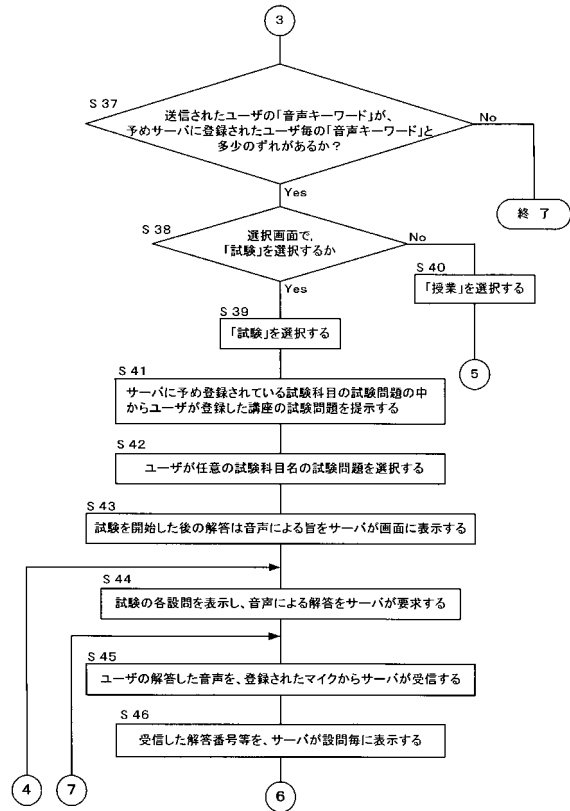 3
S 37
送信されたユーザの「音声キーワード」が、
予めサーバに登録されたユーザ毎の「音声キーワード」と
多少のずれがあるか?
No
Yes
終 了
S 38
選択画面で,
「試験」を選択するか
No
Yes
S 40
「授業」を選択する
S 39
「試験」を選択する
5
S 41
サーバに予め登録されている試験科目の試験問題の中
からユーザが登録した講座の試験問題を提示する
S 42
ユーザが任意の試験科目名の試験問題を選択する
S 43
試験を開始した後の解答は音声による旨をサーバが画面に表示する
S 44
試験の各設問を表示し、音声による解答をサーバが要求する
S 45
ユーザの解答した音声を、登録されたマイクからサーバが受信する
S 46
受信した解答番号等を、サーバが設問毎に表示する
4
7
6